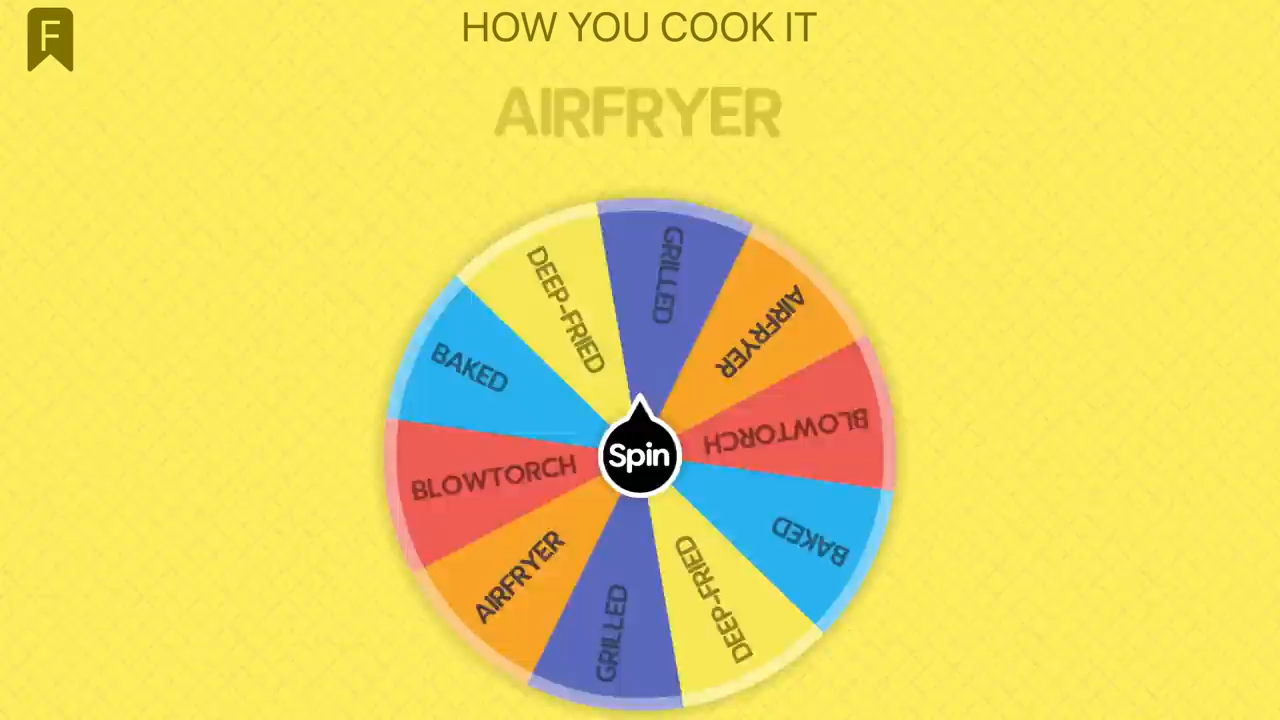 F
HOW YOU COOK IT
AIRFRYER
GRILLED
AIRFRYER
BLOWTORCH
BAKED
DEEP-FRIED
GRILLED
AIRFRYER
BLOWTORCH
BAKED
DEEP-FRIED
Spin